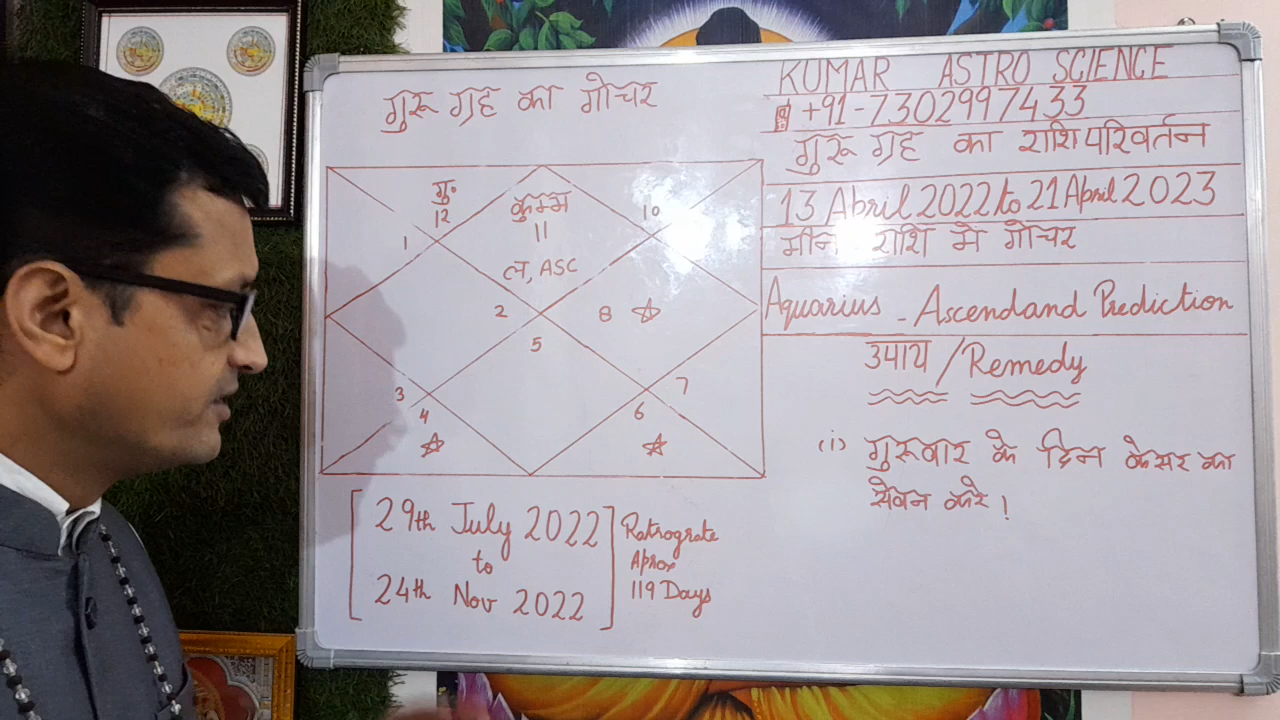 गुरू ग्रह का गोचर
गु॰
12
कुम्भ
11
ल, ASC
10
1
2
8
5
3
4
7
6
[29th July 2022
to
24th Nov 2022]
Ratrograte
Aprox
119 Days
KUMAR ASTRO SCIENCE
+91-7302997433
गुरू ग्रह का राशि परिवर्तन
13 Abril 2022 to 21 April 2023
मीन राशि मे गोचर
Aquarius - Ascendand Prediction
उपाय / Remedy
(i) गुरूवार के दिन केसर का
सेवन करे !